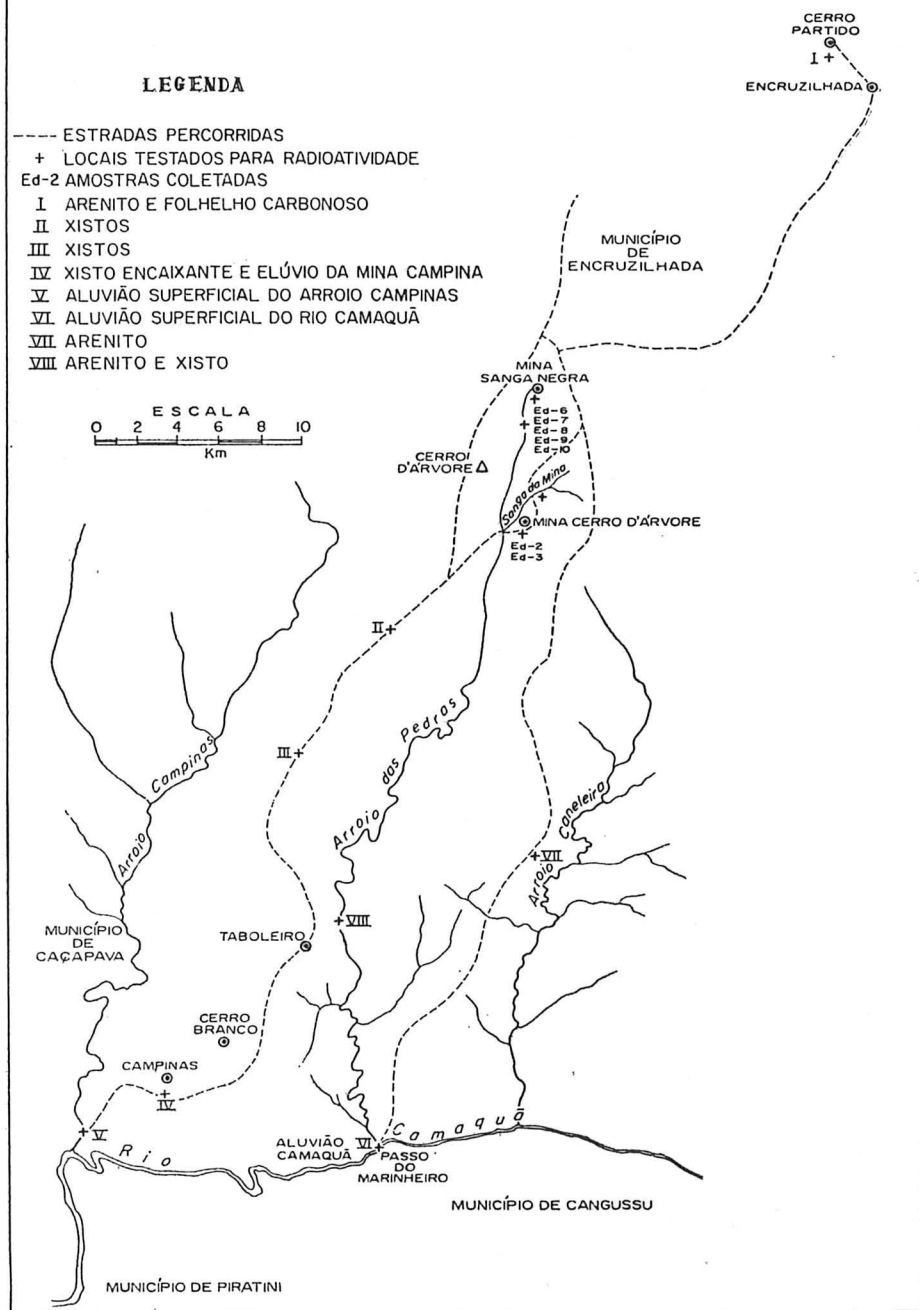 CERRO
PARTIDO
I +
ENCRUZILHADA
LEGENDA
---- ESTRADAS PERCORRIDAS
+ LOCAIS TESTADOS PARA RADIOATIVIDADE
Ed-2 AMOSTRAS COLETADAS
I ARENITO E FOLHELHO CARBONOSO
II XISTOS
III XISTOS
IV XISTO ENCAIXANTE E ELÚVIO DA MINA CAMPINA
V ALUVIÃO SUPERFICIAL DO ARROIO CAMPINAS
VI ALUVIÃO SUPERFICIAL DO RIO CAMAQUÃ
VII ARENITO
VIII ARENITO E XISTO
ESCALA
0 2 4 6 8 10
Km
MUNICÍPIO
DE
ENCRUZILHADA
MINA
SANGA NEGRA
Ed-6
Ed-7
Ed-8
Ed-9
Ed-10
CERRO
D'ÁRVORE Δ
Sanga da Mina
MINA CERRO D'ÁRVORE
Ed-2
Ed-3
II +
III +
Arroio Campinas
Arroio das Pedras
Arroio Caneleira
+ VII
+ VIII
MUNICÍPIO
DE
CAÇAPAVA
TABOLEIRO
CERRO
BRANCO
CAMPINAS
+
IV
+ V
Rio Camaquã
ALUVIÃO VI
CAMAQUÃ
PASSO
DO
MARINHEIRO
MUNICÍPIO DE CANGUSSU
MUNICÍPIO DE PIRATINI